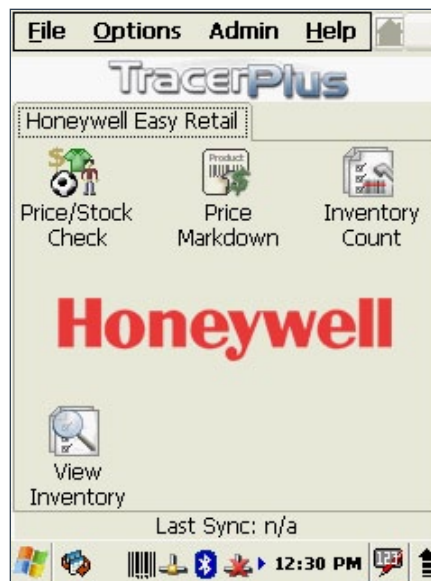 File Options Admin Help
TracerPlus
Honeywell Easy Retail
Price/Stock Check
Price Markdown
Inventory Count
Honeywell
View Inventory
Last Sync: n/a
12:30 PM